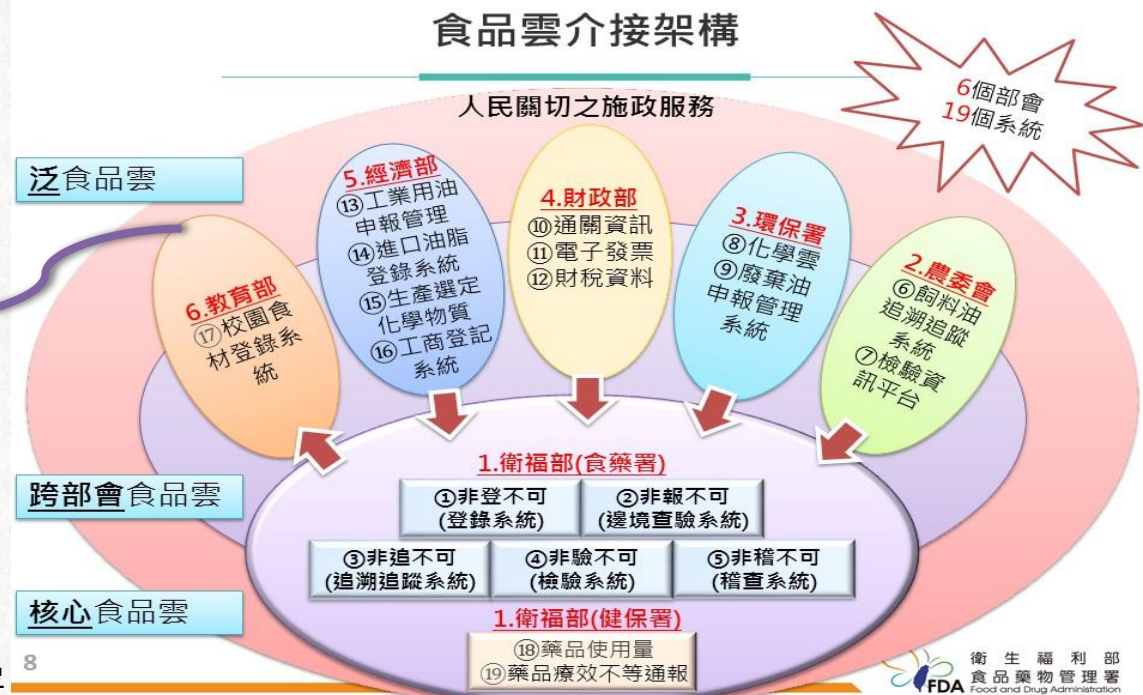 食品雲介接架構
6個部會
19個系統
人民關切之施政服務
泛食品雲
5.經濟部
⑬工業用油
申報管理
⑭進口油脂
登錄系統
⑮生產選定
化學物質
⑯工商登記
系統
4.財政部
⑩通關資訊
⑪電子發票
⑫財稅資料
3.環保署
⑧化學雲
⑨廢棄油
申報管理
系統
2.農委會
⑥飼料油
追溯追蹤
系統
⑦檢驗資
訊平台
6.教育部
⑰校園食
材登錄系
統
跨部會食品雲
1.衛福部(食藥署)
①非登不可
(登錄系統)
②非報不可
(邊境查驗系統)
③非追不可
(追溯追蹤系統)
④非驗不可
(檢驗系統)
⑤非稽不可
(稽查系統)
核心食品雲
1.衛福部(健保署)
⑱藥品使用量
⑲藥品療效不等通報
8
衛生福利部
食品藥物管理署
FDA Food and Drug Administration